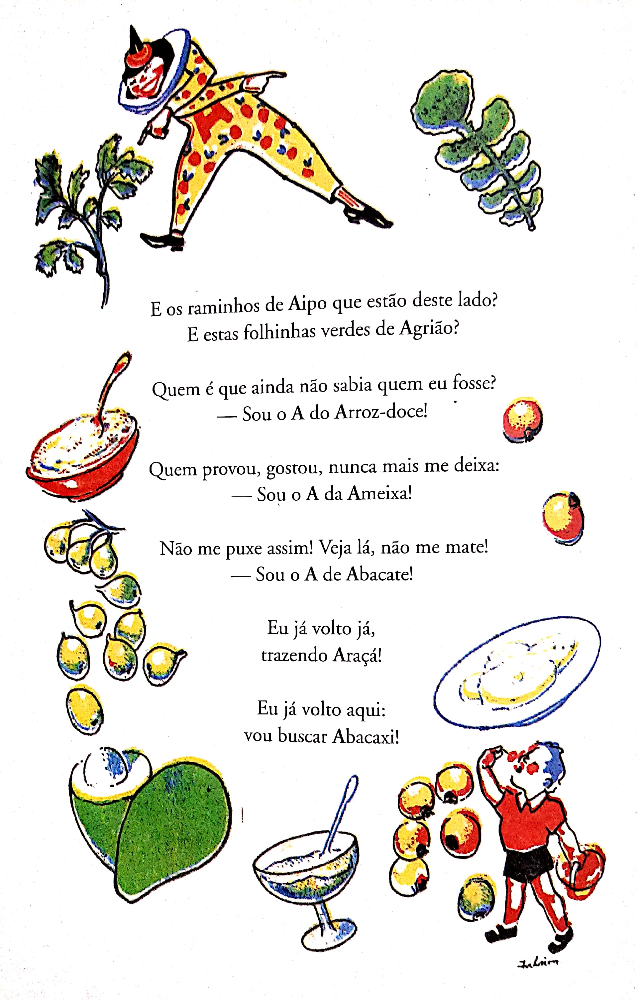 E os raminhos de Aipo que estão deste lado?
E estas folhinhas verdes de Agrião?
Quem é que ainda não sabia quem eu fosse?
— Sou o A do Arroz-doce!
Quem provou, gostou, nunca mais me deixa:
— Sou o A da Ameixa!
Não me puxe assim! Veja lá, não me mate!
— Sou o A de Abacate!
Eu já volto já,
trazendo Araçá!
Eu já volto aqui:
vou buscar Abacaxi!